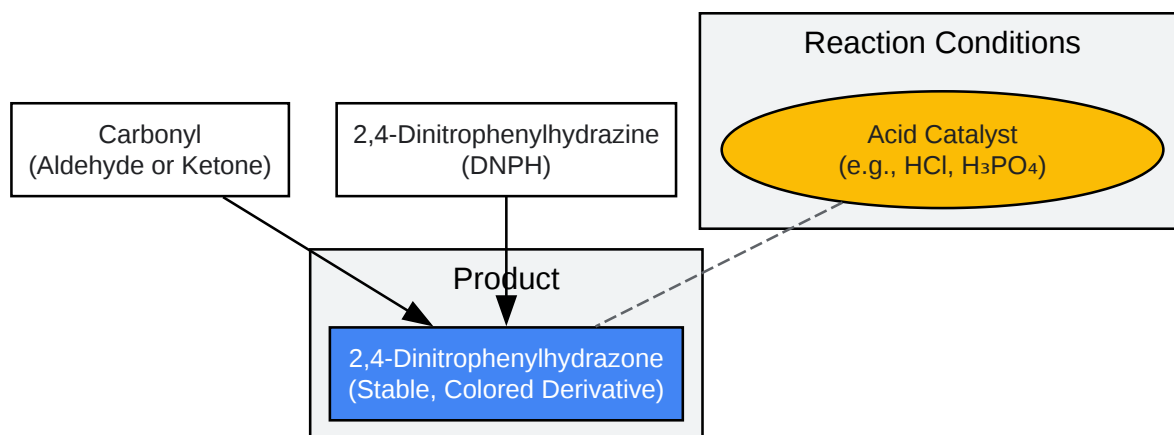 Reaction Conditions
Carbonyl
(Aldehyde or Ketone)
2,4-Dinitrophenylhydrazine
(DNPH)
Acid Catalyst
(e.g., HCl, H₃PO₄)
Product
2,4-Dinitrophenylhydrazone
(Stable, Colored Derivative)